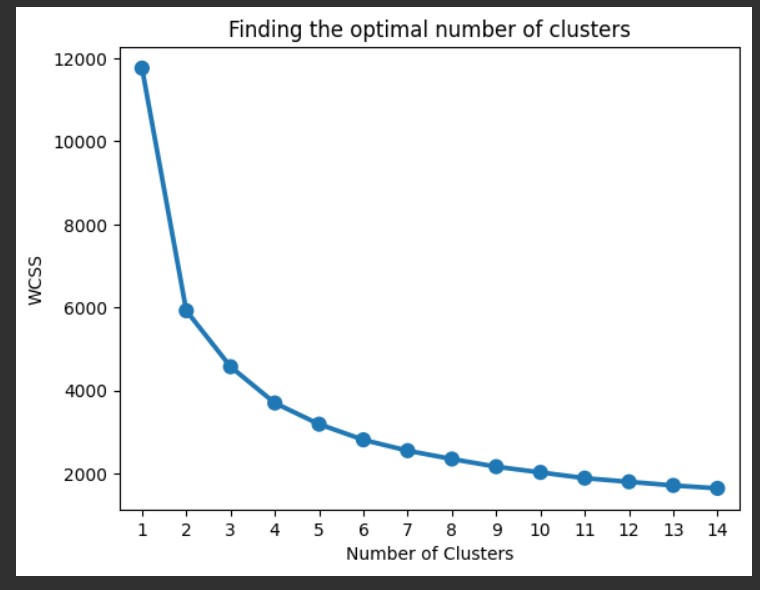 Finding the optimal number of clusters
12000
10000
8000
6000
4000
2000
WCSS
1 2 3 4 5 6 7 8 9 10 11 12 13 14
Number of Clusters